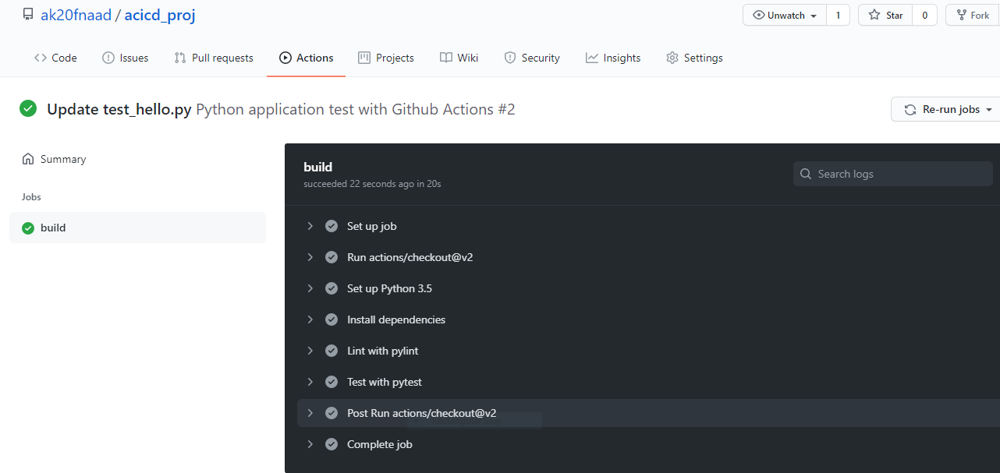 ak20fnaad / acicd_proj Unwatch 1 Star 0 Fork
Code Issues Pull requests Actions Projects Wiki Security Insights Settings
Update test_hello.py Python application test with Github Actions #2 Re-run jobs
Summary
Jobs
build
build
succeeded 22 seconds ago in 20s
Search logs
Set up job
Run actions/checkout@v2
Set up Python 3.5
Install dependencies
Lint with pylint
Test with pytest
Post Run actions/checkout@v2
Complete job